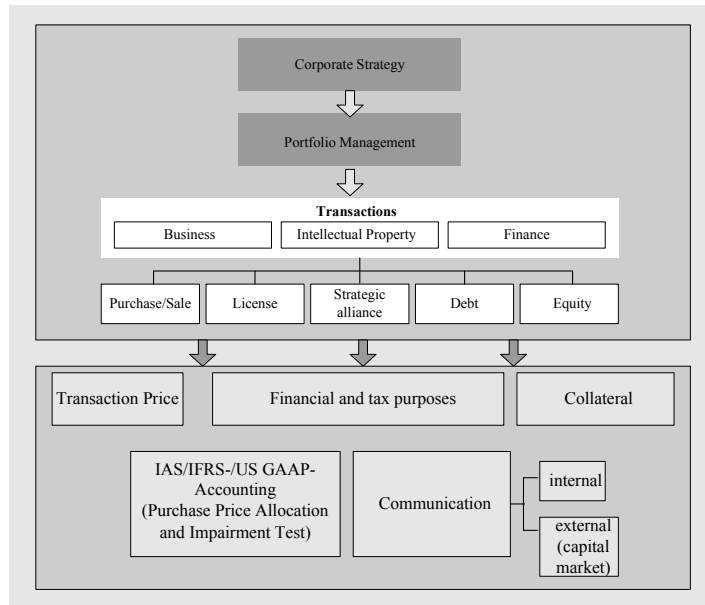 Corporate Strategy
Portfolio Management
Transactions
Business
Intellectual Property
Finance
Purchase/Sale
License
Strategic
alliance
Debt
Equity
Transaction Price
Financial and tax purposes
Collateral
IAS/IFRS-/US GAAP-
Accounting
(Purchase Price Allocation
and Impairment Test)
Communication
internal
external
(capital
market)